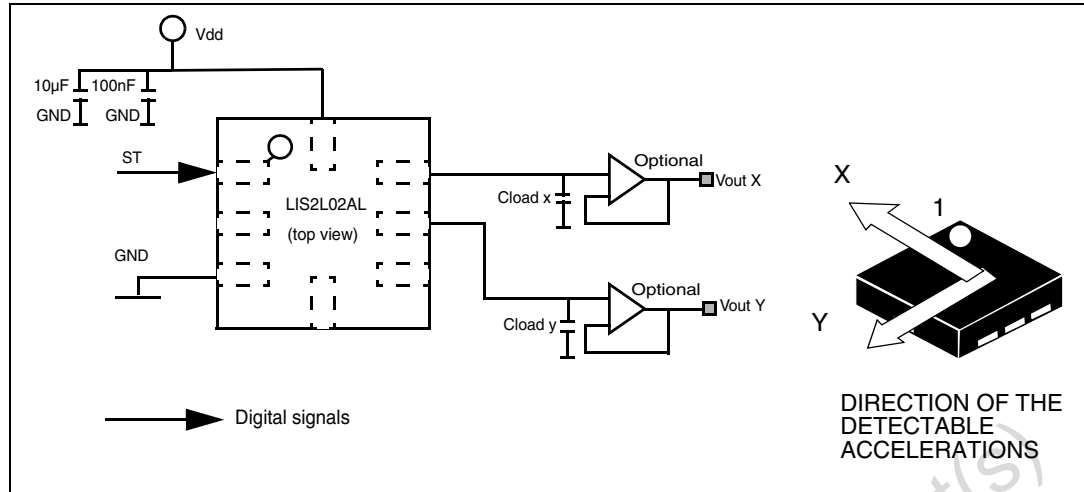 Vdd
10µF 100nF
GND GND
ST
LIS2L02AL
(top view)
GND
Optional
Cload x
Vout X
Optional
Cload y
Vout Y
Digital signals
X
1
Y
DIRECTION OF THE
DETECTABLE
ACCELERATIONS
t(s)